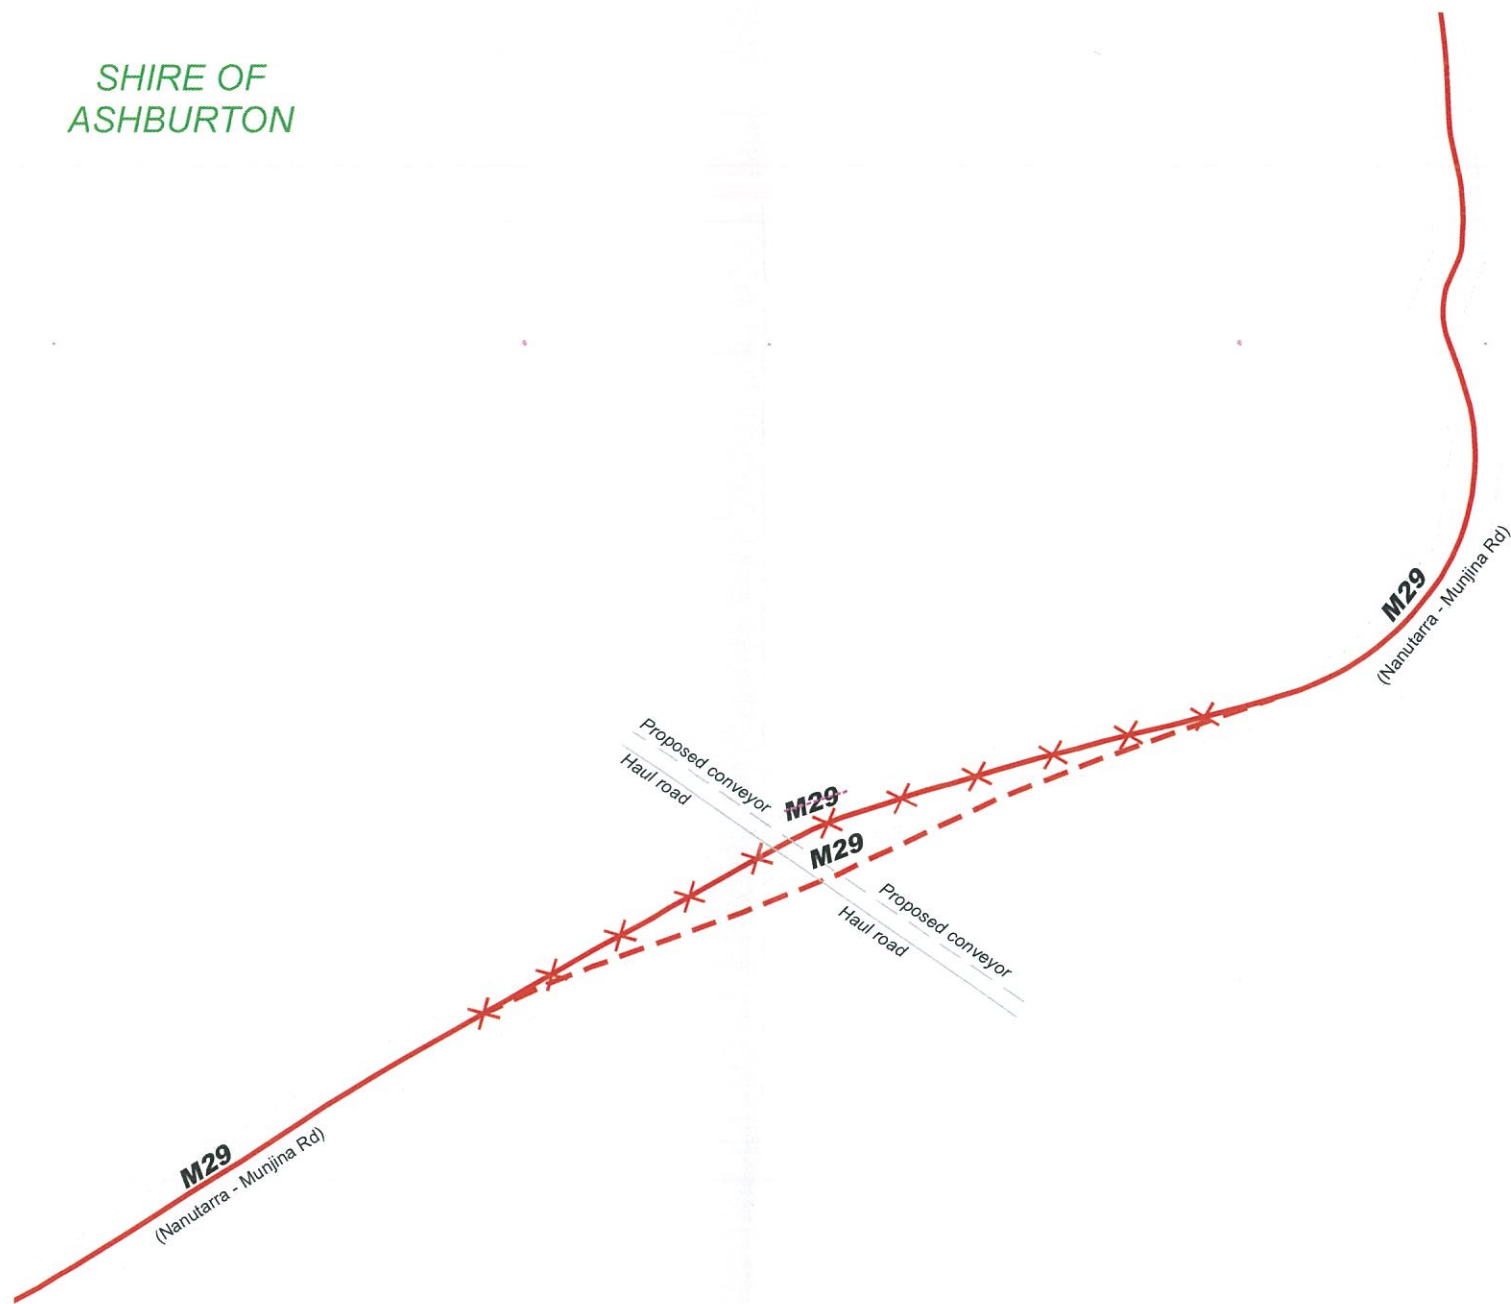 SHIRE OF
ASHBURTON
M29
(Nanutarra - Munjina Rd)
Proposed conveyor
Haul road
M29
M29
Proposed conveyor
Haul road
M29
(Nanutarra - Munjina Rd)